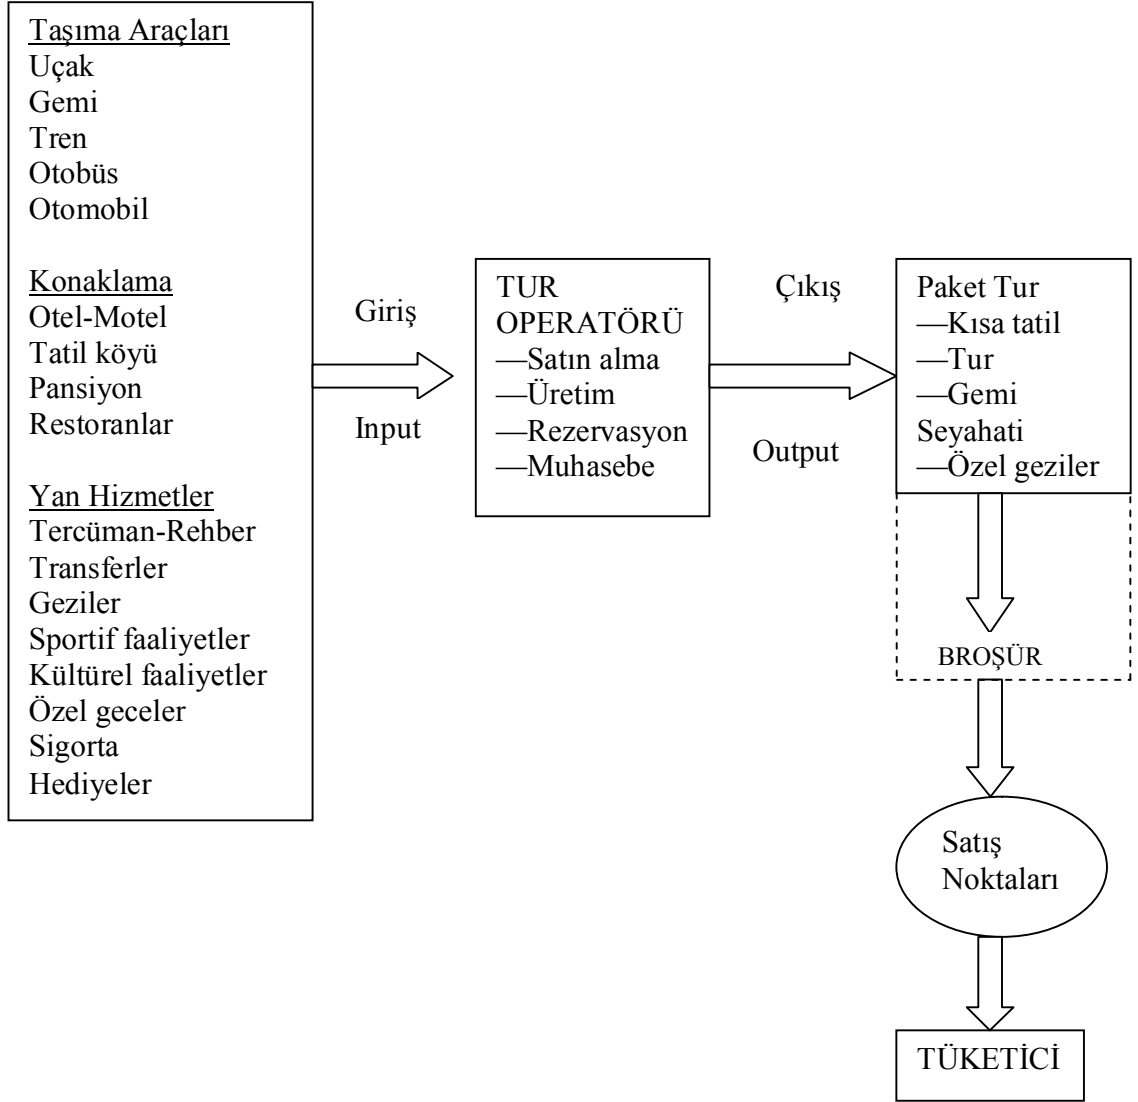 Taşıma Araçları
Uçak
Gemi
Tren
Otobüs
Otomobil
Konaklama
Otel-Motel
Tatil köyü
Pansiyon
Restoranlar
Yan Hizmetler
Tercüman-Rehber
Transferler
Geziler
Sportif faaliyetler
Kültürel faaliyetler
Özel geceler
Sigorta
Hediyeler
Giriş
Input
TUR
OPERATÖRÜ
—Satın alma
—Üretim
—Rezervasyon
—Muhasebe
Çıkış
Output
Paket Tur
—Kısa tatil
—Tur
—Gemi
Seyahati
—Özel geziler
BROŞÜR
Satış
Noktaları
TÜKETİCİ